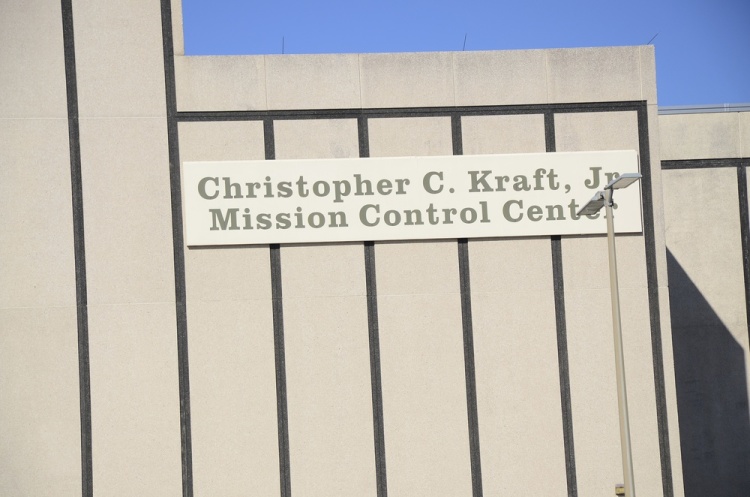 Christopher C. Kraft, Jr
Mission Control Center